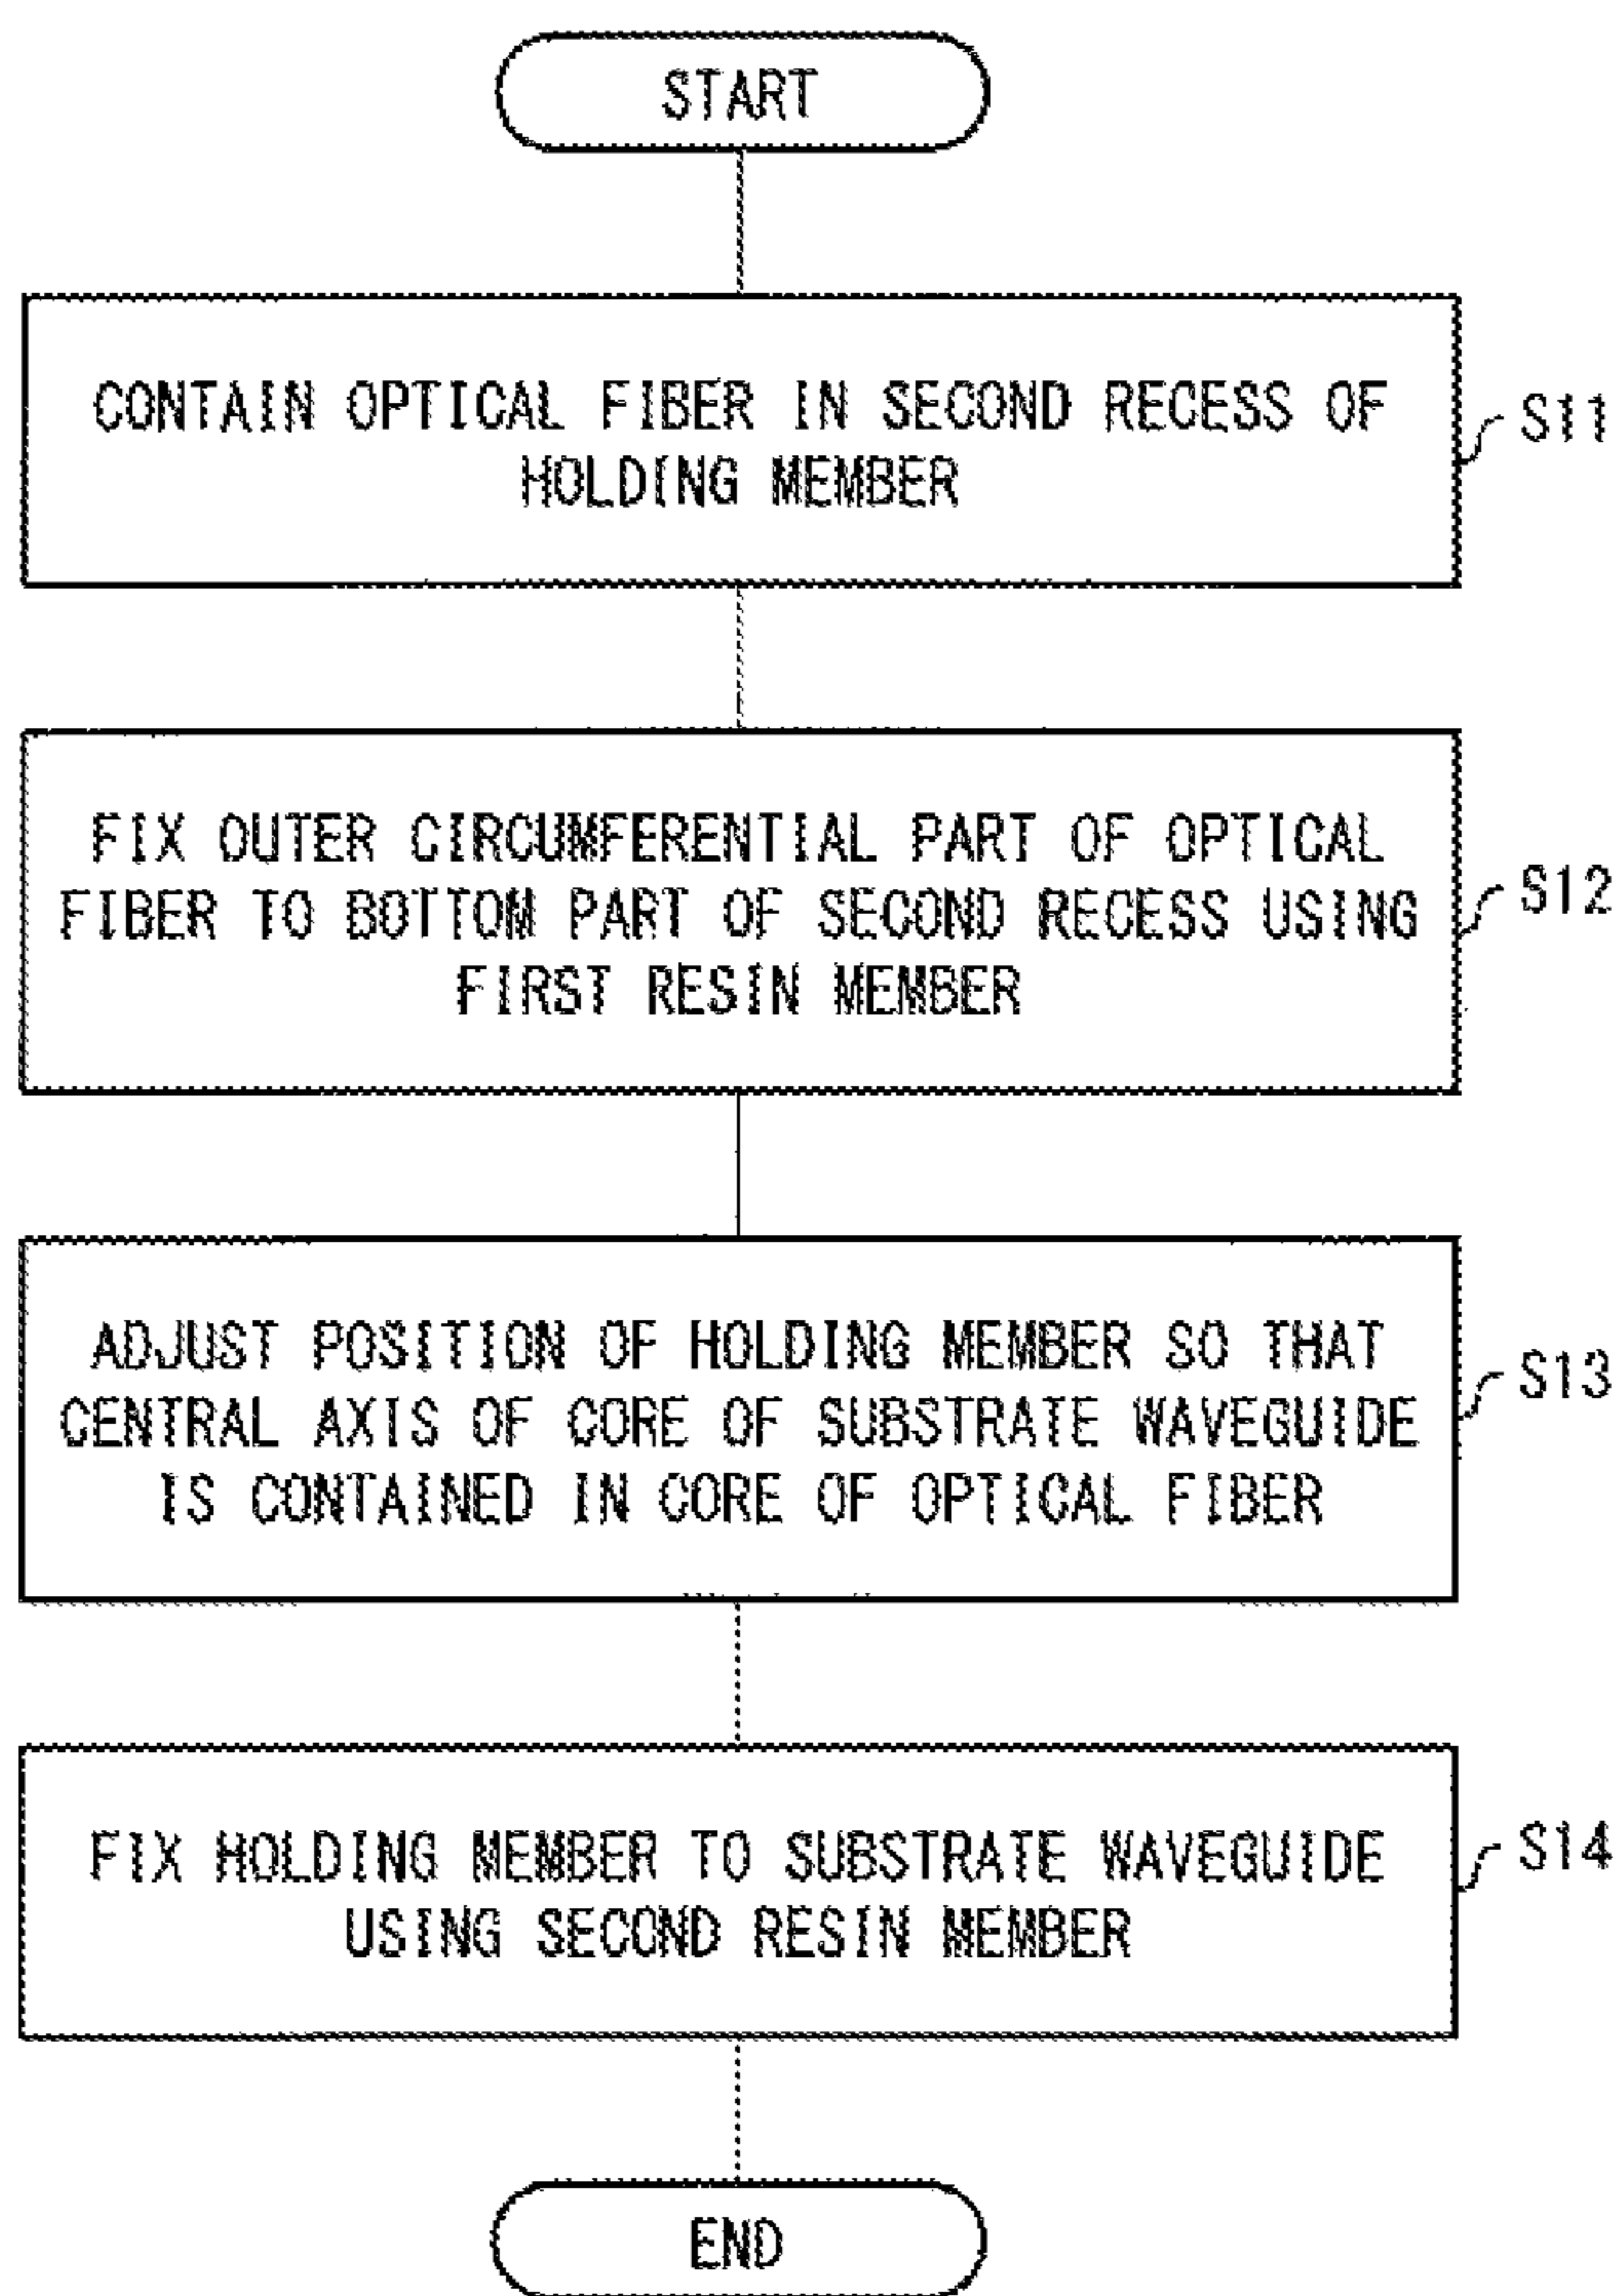 START
CONTAIN OPTICAL FIBER IN SECOND RECESS OF
HOLDING MEMBER
S11
FIX OUTER CIRCUMFERENTIAL PART OF OPTICAL
FIBER TO BOTTOM PART OF SECOND RECESS USING
FIRST RESIN MEMBER
S12
ADJUST POSITION OF HOLDING MEMBER SO THAT
CENTRAL AXIS OF CORE OF SUBSTRATE WAVEGUIDE
IS CONTAINED IN CORE OF OPTICAL FIBER
S13
FIX HOLDING MEMBER TO SUBSTRATE WAVEGUIDE
USING SECOND RESIN MEMBER
S14
END